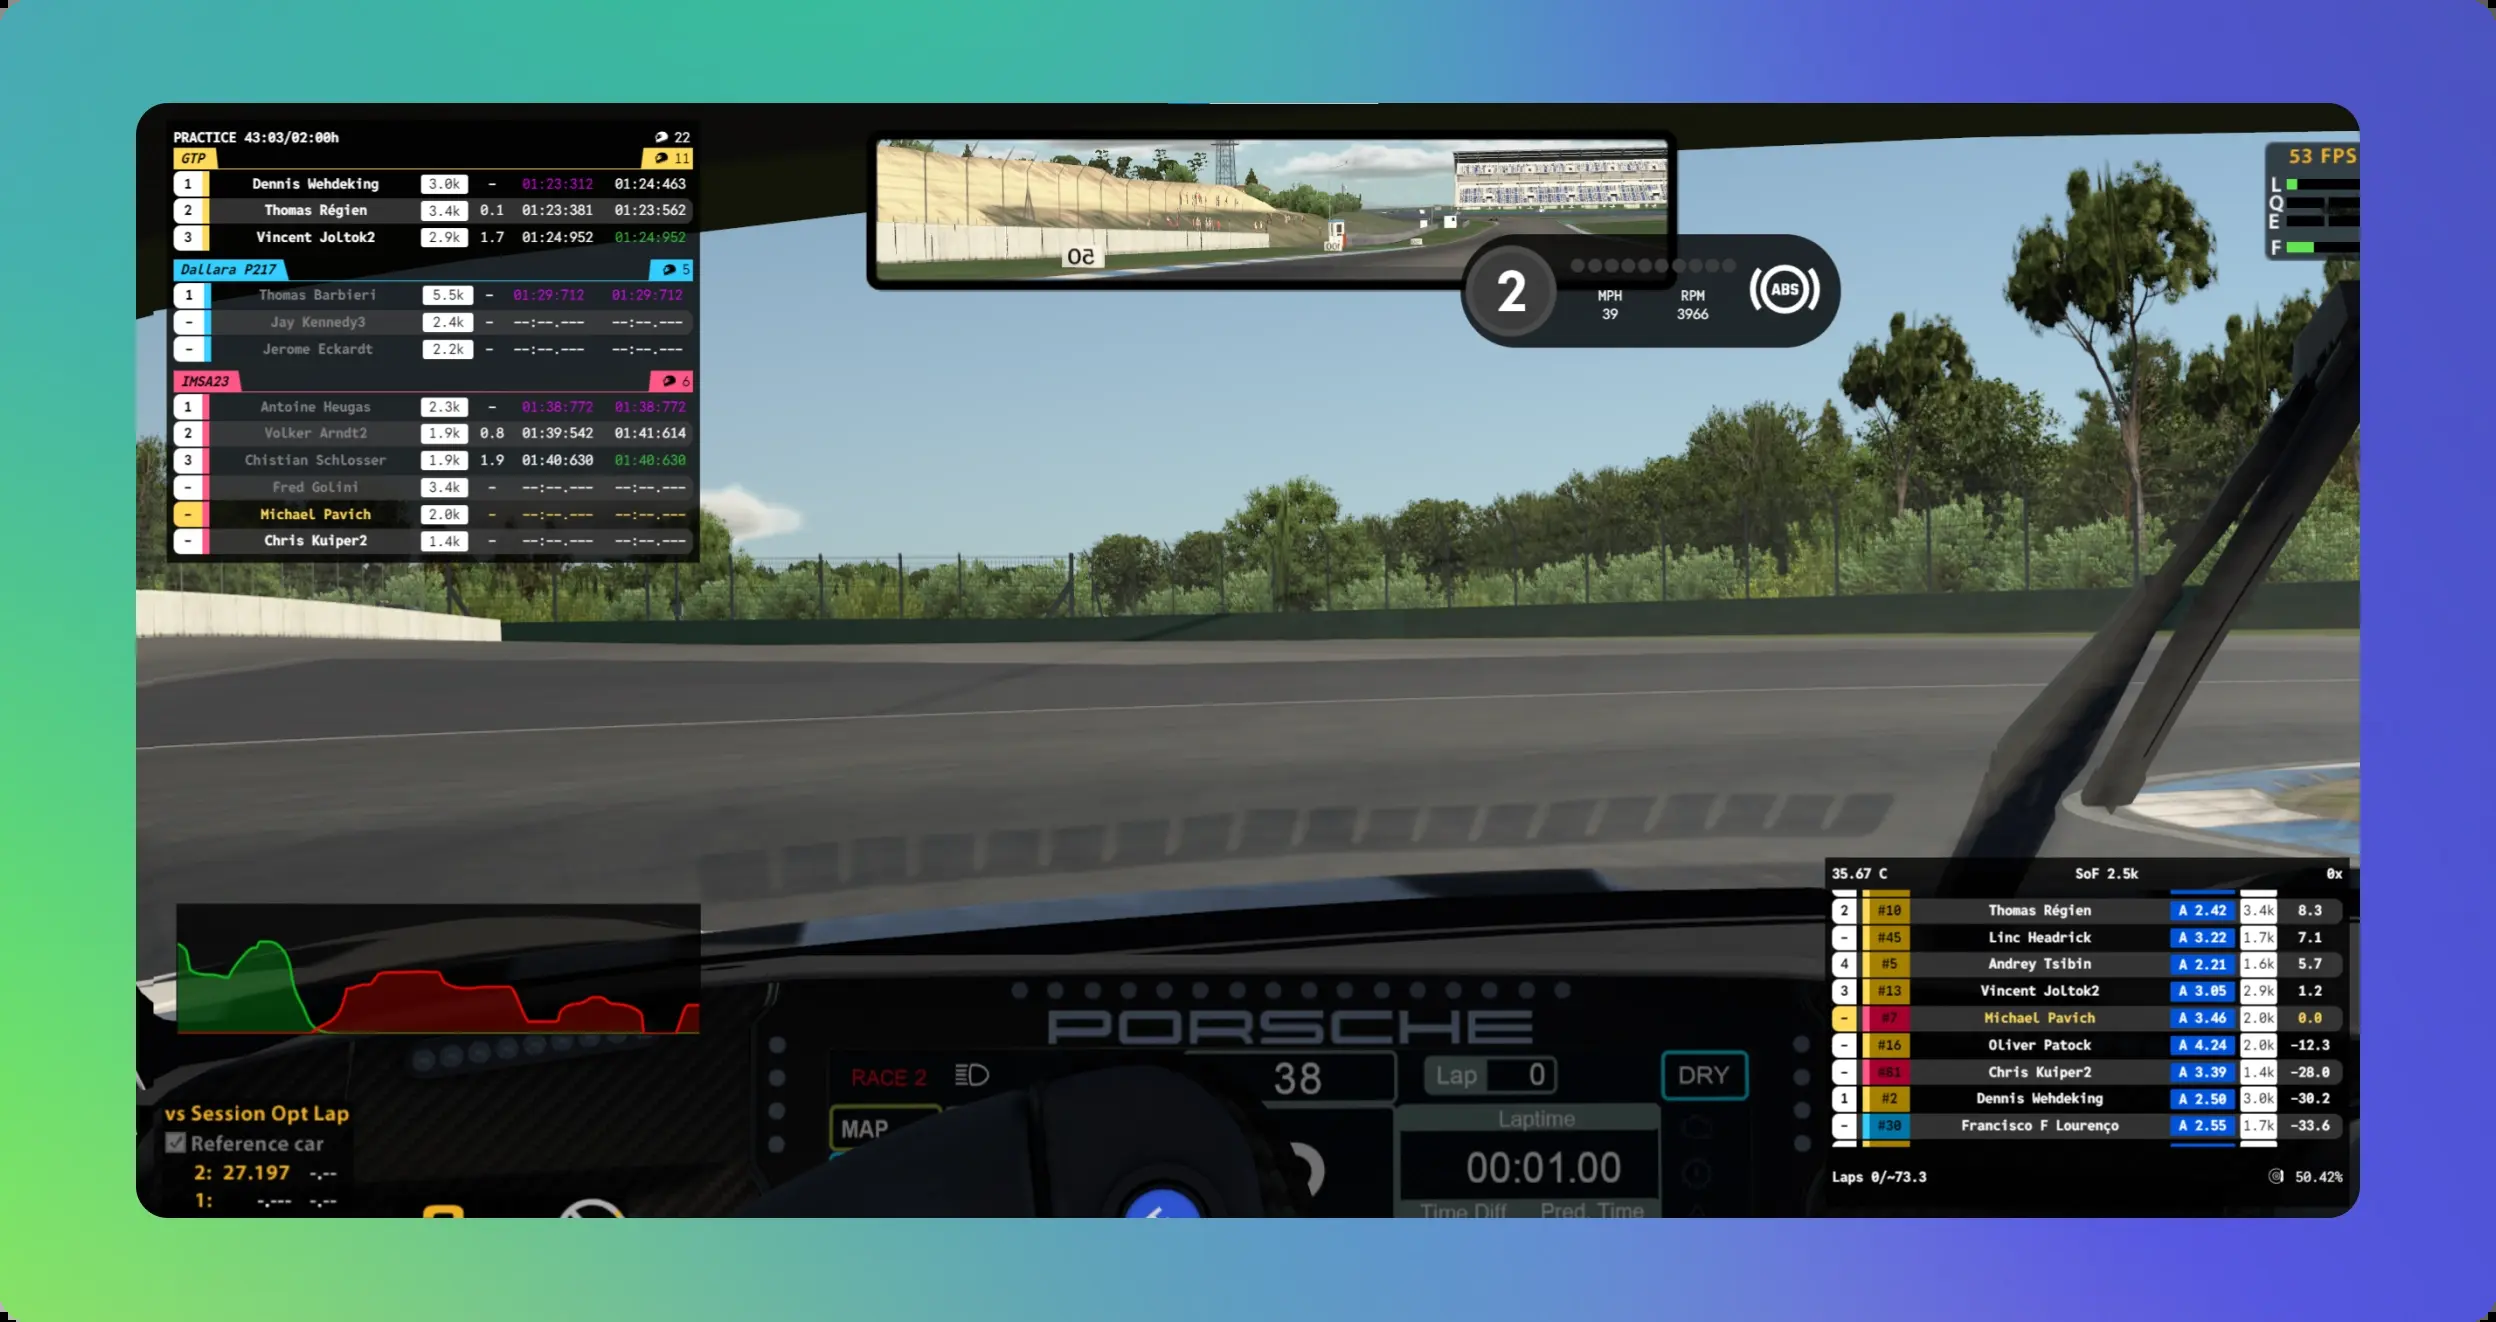 PRACTICE 43:03/02:00h 22
GTP 11
1 Dennis Wehdeking 3.0k – 01:23:312 01:24:463
2 Thomas Régien 3.4k 0.1 01:23:381 01:23:562
3 Vincent Joltok2 2.9k 1.7 01:24:952 01:24:952
Dallara P217 5
1 Thomas Barbieri 5.5k – 01:29:712 01:29:712
- Jay Kennedy3 2.4k – --:--.--- --:--.---
- Jerome Eckardt 2.2k – --:--.--- --:--.---
IMSA23 6
1 Antoine Heugas 2.3k – 01:38:772 01:38:772
2 Volker Arndt2 1.9k 0.8 01:39:542 01:41:614
3 Chistian Schlosser 1.9k 1.9 01:40:630 01:40:630
- Fred Golini 3.4k – --:--.--- --:--.---
- Michael Pavich 2.0k – --:--.--- --:--.---
- Chris Kuiper2 1.4k – --:--.--- --:--.---
50
100
2
MPH
39
RPM
3966
ABS
53 FPS
L
Q
E
F
35.67 C SoF 2.5k 0x
2 #10 Thomas Régien A 2.42 3.4k 8.3
- #45 Linc Headrick A 3.22 1.7k 7.1
4 #5 Andrey Tsibin A 2.21 1.6k 5.7
3 #13 Vincent Joltok2 A 3.05 2.9k 1.2
- #7 Michael Pavich A 3.46 2.0k 0.0
- #16 Oliver Patock A 4.24 2.0k -12.3
- #81 Chris Kuiper2 A 3.39 1.4k -28.0
1 #2 Dennis Wehdeking A 2.50 3.0k -30.2
- #30 Francisco F Lourenço A 2.55 1.7k -33.6
Laps 0/~73.3 50.42%
PORSCHE
RACE 2 38 Lap 0 DRY
MAP
Laptime
00:01.00
Time Diff Pred. Time
vs Session Opt Lap
Reference car
2: 27.197 -.--
1: -.--- -.--